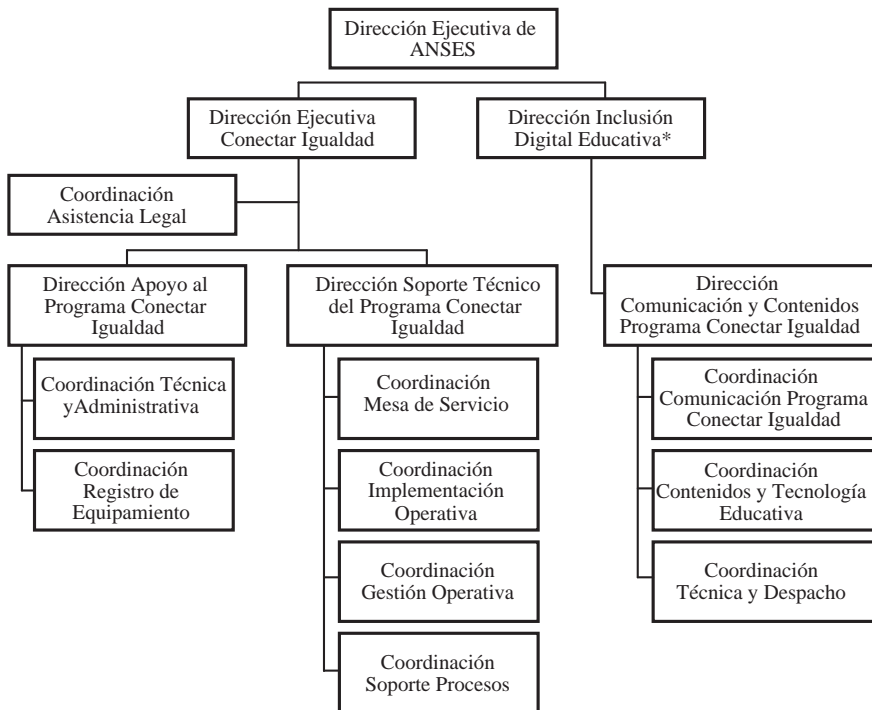 Dirección Ejecutiva de
ANSES
Dirección Ejecutiva
Conectar Igualdad
Dirección Inclusión
Digital Educativa*
Coordinación
Asistencia Legal
Dirección Apoyo al
Programa Conectar
Igualdad
Dirección Soporte Técnico
del Programa Conectar
Igualdad
Dirección
Comunicación y Contenidos
Programa Conectar Igualdad
Coordinación Técnica
yAdministrativa
Coordinación
Registro de
Equipamiento
Coordinación
Mesa de Servicio
Coordinación
Implementación
Operativa
Coordinación
Gestión Operativa
Coordinación
Soporte Procesos
Coordinación
Comunicación Programa
Conectar Igualdad
Coordinación
Contenidos y Tecnología
Educativa
Coordinación
Técnica y Despacho